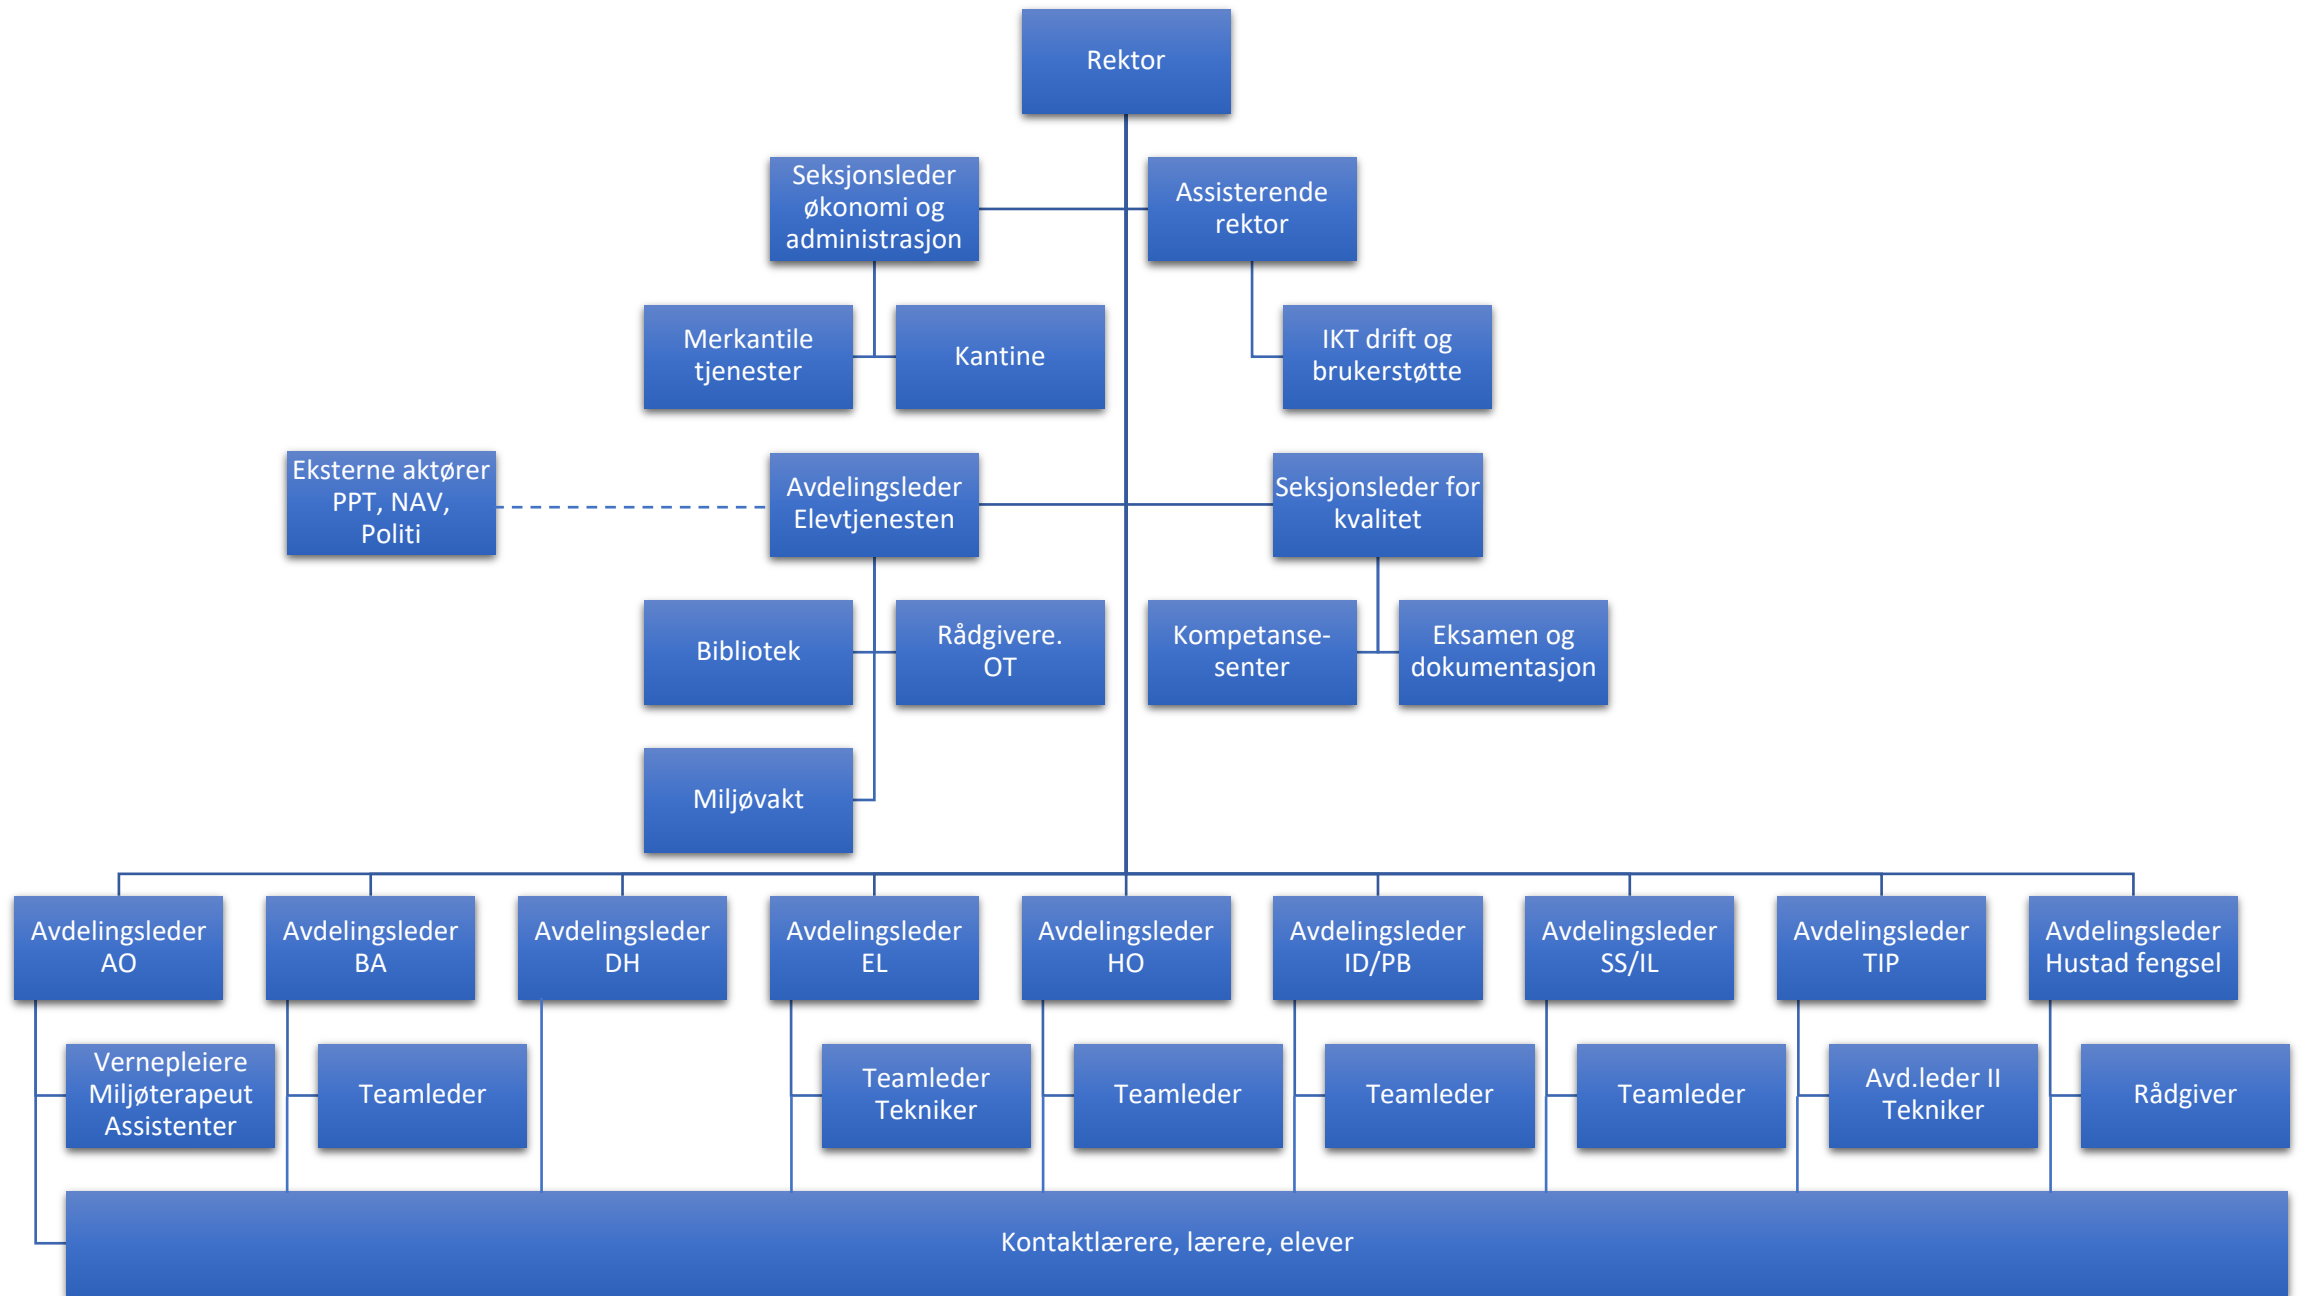 Rektor
Seksjonsleder
økonomi og
administrasjon
Assisterende
rektor
Merkantile
tjenester
Kantine
IKT drift og
brukerstøtte
Eksterne aktører
PPT, NAV,
Politi
Avdelingsleder
Elevtjenesten
Seksjonsleder for
kvalitet
Bibliotek
Rådgivere.
OT
Kompetanse-
senter
Eksamen og
dokumentasjon
Miljøvakt
Avdelingsleder
AO
Avdelingsleder
BA
Avdelingsleder
DH
Avdelingsleder
EL
Avdelingsleder
HO
Avdelingsleder
ID/PB
Avdelingsleder
SS/IL
Avdelingsleder
TIP
Avdelingsleder
Hustad fengsel
Vernepleiere
Miljøterapeut
Assistenter
Teamleder
Teamleder
Tekniker
Teamleder
Teamleder
Teamleder
Avd.leder II
Tekniker
Rådgiver
Kontaktlærere, lærere, elever